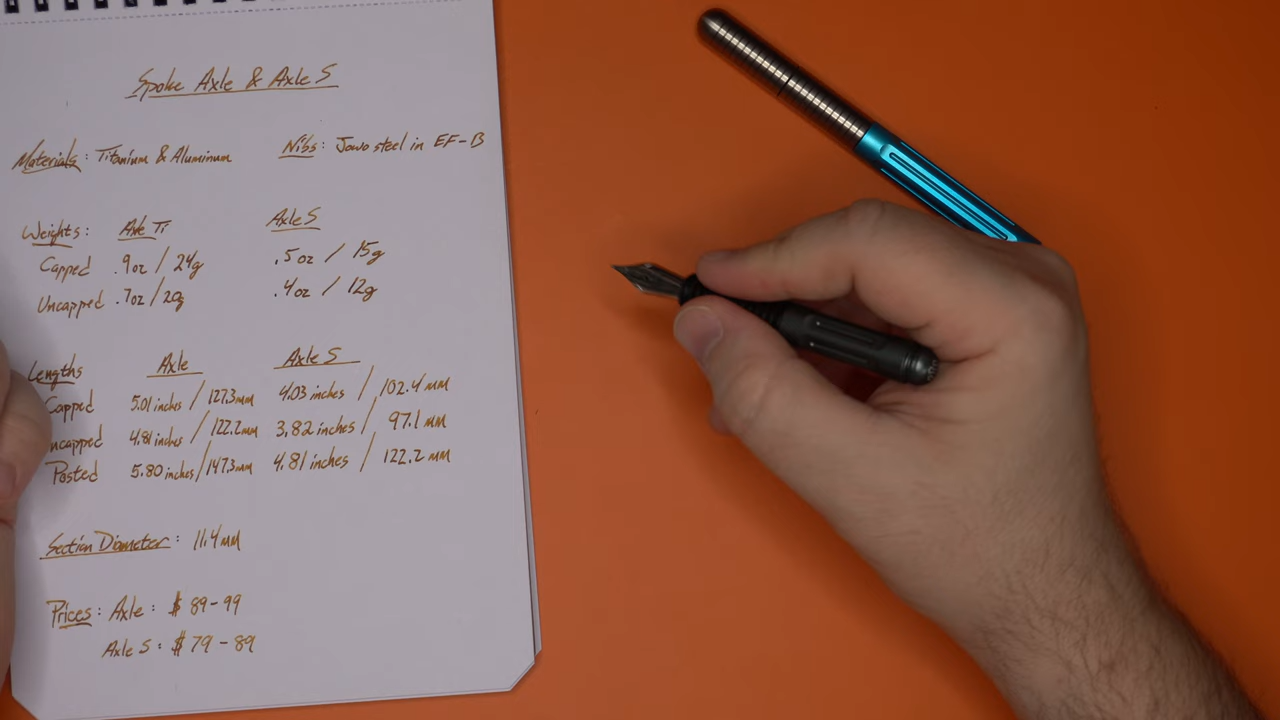 Spoke Axle & Axle S
Materials: Titanium & Aluminum Nibs: Jowo steel in EF-B
Weights: Axle Ti Axle S
Capped .9oz / 24g .5oz / 15g
Uncapped .7oz / 20g .4oz / 12g
Lengths Axle Axle S
Capped 5.01 inches / 127.3mm 4.03 inches / 102.4 mm
ncapped 4.81 inches / 122.2mm 3.82 inches / 97.1 mm
Posted 5.80 inches / 147.3mm 4.81 inches / 122.2 mm
Section Diameter: 11.4mm
Prices: Axle: $ 89-99
Axle S: $ 79-89